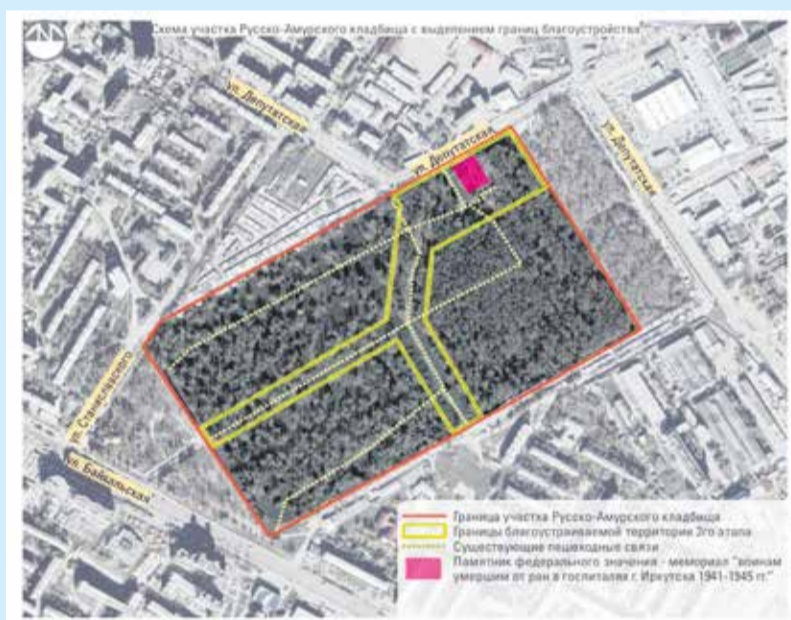 Схема участка Русско-Амурского кладбища с выделением границ благоустройства
ул. Депутатская
ул. Депутатская
ул. Депутатская
ул. Станиславского
ул. Байкальская
Граница участка Русско-Амурского кладбища
Границы благоустраиваемой территории 2го этапа
Существующие пешеходные связи
Памятник федерального значения - мемориал "воинам
умершим от ран в госпиталях г. Иркутска 1941-1945 гг."